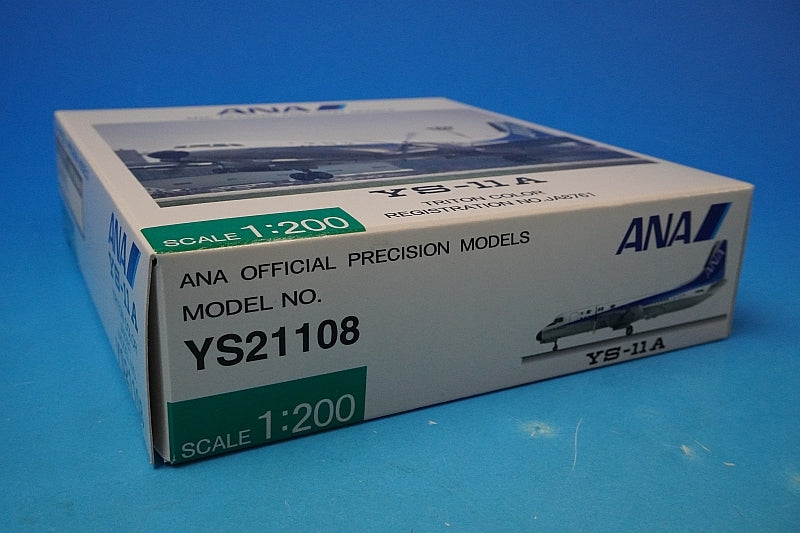 ANA
YS-11A
TRITON COLOR
REGISTRATION NO.JA8761
SCALE 1:200
ANA OFFICIAL PRECISION MODELS
MODEL NO.
YS21108
SCALE 1:200
ANA
ANA
YS-11A
ANA
YS-11A